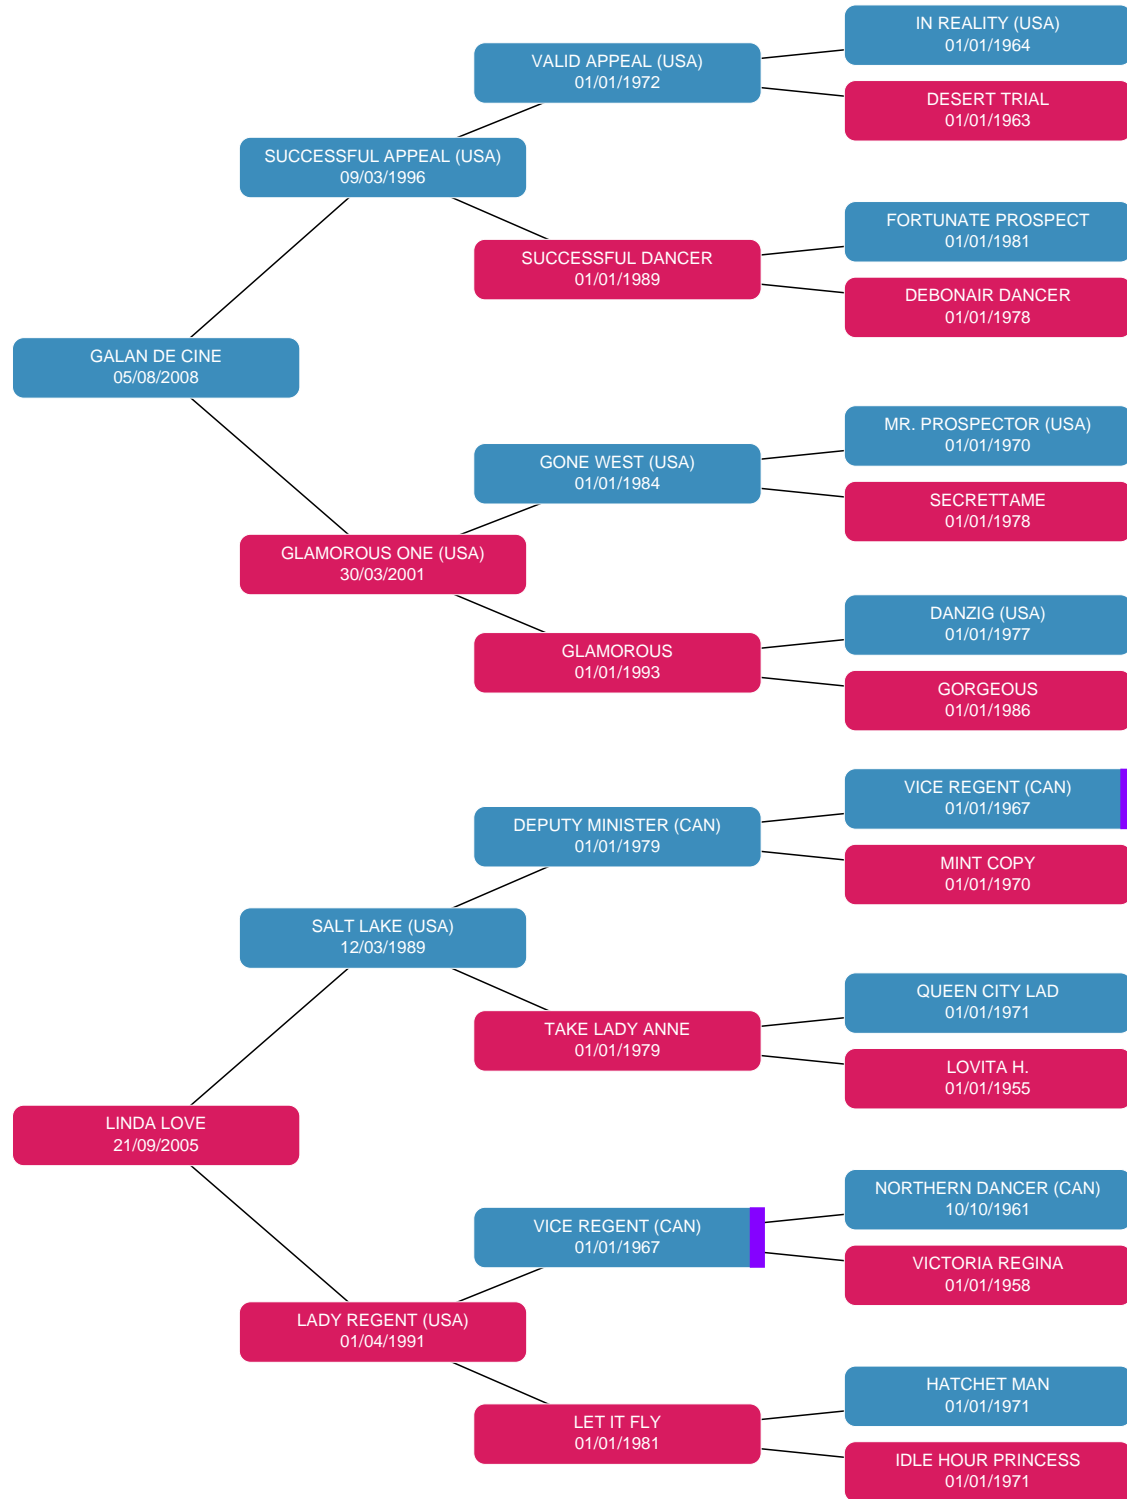 IN REALITY (USA)
01/01/1964
VALID APPEAL (USA)
01/01/1972
DESERT TRIAL
01/01/1963
SUCCESSFUL APPEAL (USA)
09/03/1996
FORTUNATE PROSPECT
01/01/1981
SUCCESSFUL DANCER
01/01/1989
DEBONAIR DANCER
01/01/1978
GALAN DE CINE
05/08/2008
MR. PROSPECTOR (USA)
01/01/1970
GONE WEST (USA)
01/01/1984
SECRETTAME
01/01/1978
GLAMOROUS ONE (USA)
30/03/2001
DANZIG (USA)
01/01/1977
GLAMOROUS
01/01/1993
GORGEOUS
01/01/1986
VICE REGENT (CAN)
01/01/1967
DEPUTY MINISTER (CAN)
01/01/1979
MINT COPY
01/01/1970
SALT LAKE (USA)
12/03/1989
QUEEN CITY LAD
01/01/1971
TAKE LADY ANNE
01/01/1979
LOVITA H.
01/01/1955
LINDA LOVE
21/09/2005
NORTHERN DANCER (CAN)
10/10/1961
VICE REGENT (CAN)
01/01/1967
VICTORIA REGINA
01/01/1958
LADY REGENT (USA)
01/04/1991
HATCHET MAN
01/01/1971
LET IT FLY
01/01/1981
IDLE HOUR PRINCESS
01/01/1971